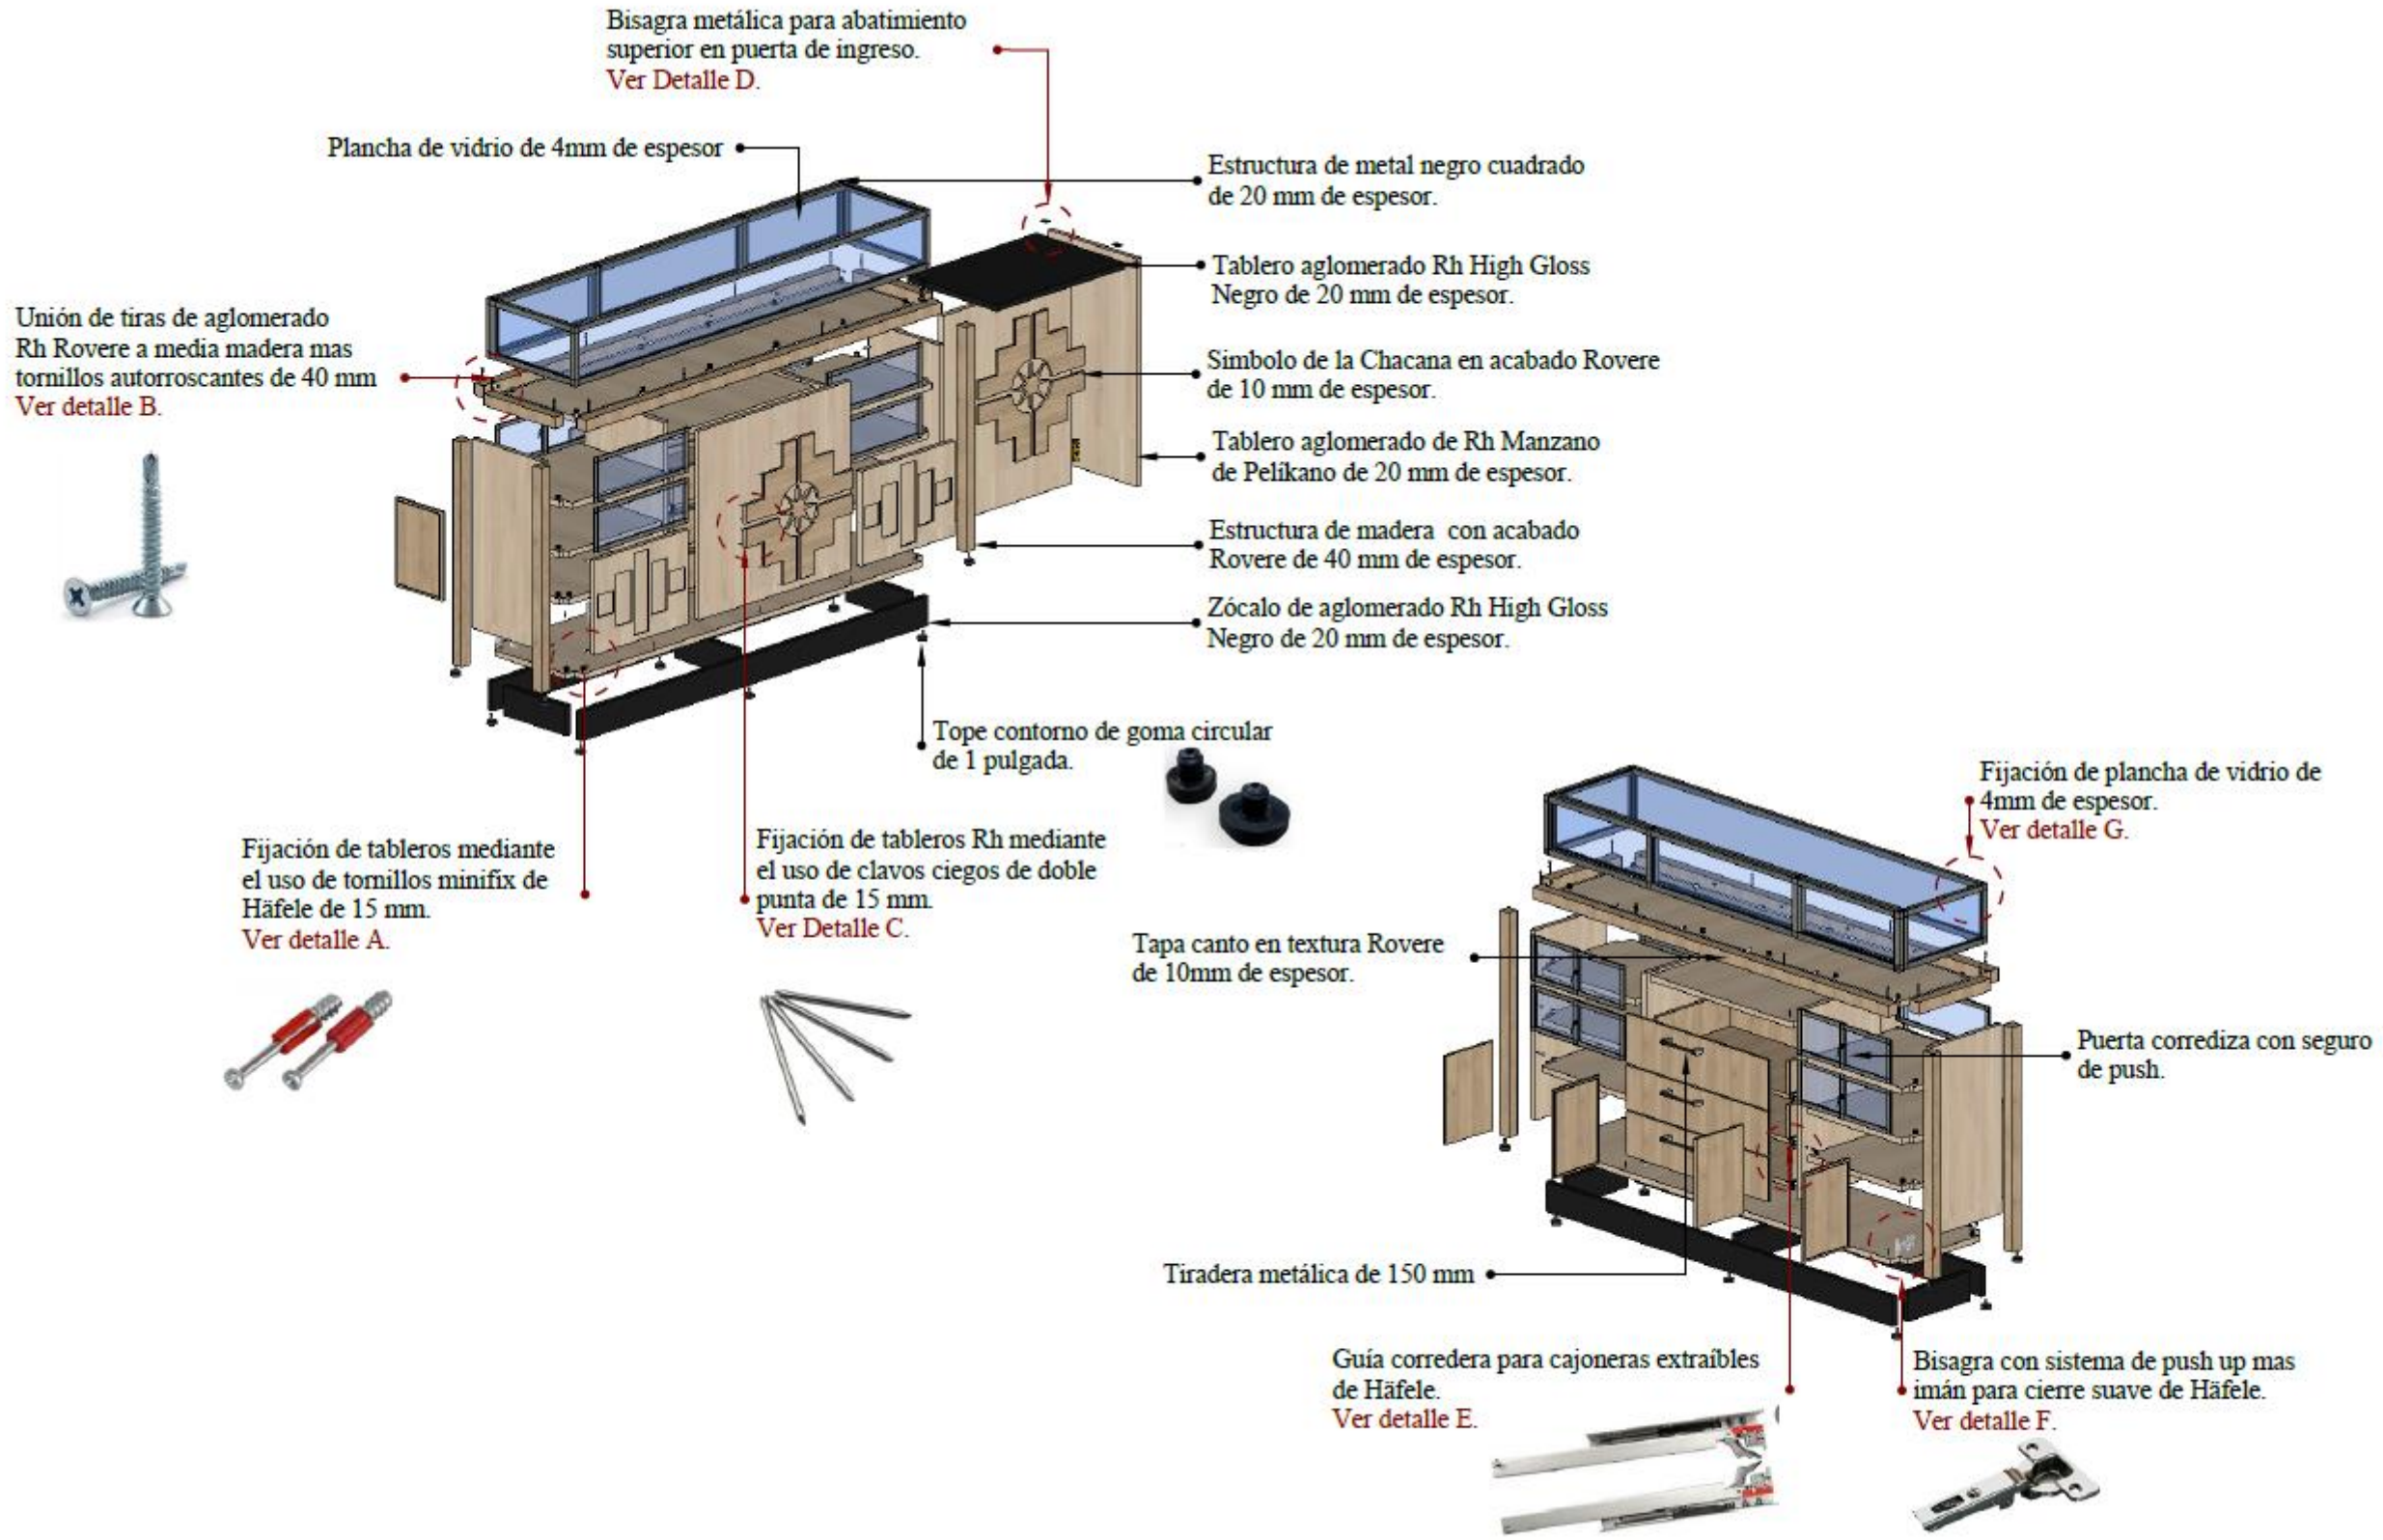 Bisagra metálica para abatimiento
superior en puerta de ingreso.
Ver Detalle D.
Plancha de vidrio de 4mm de espesor
Estructura de metal negro cuadrado
de 20 mm de espesor.
Tablero aglomerado Rh High Gloss
Negro de 20 mm de espesor.
Unión de tiras de aglomerado
Rh Rovere a media madera mas
tornillos autorroscantes de 40 mm
Ver detalle B.
Simbolo de la Chacana en acabado Rovere
de 10 mm de espesor.
Tablero aglomerado de Rh Manzano
de Pelíkano de 20 mm de espesor.
Estructura de madera con acabado
Rovere de 40 mm de espesor.
Zócalo de aglomerado Rh High Gloss
Negro de 20 mm de espesor.
Tope contorno de goma circular
de 1 pulgada.
Fijación de tableros mediante
el uso de tornillos minifix de
Häfele de 15 mm.
Ver detalle A.
Fijación de tableros Rh mediante
el uso de clavos ciegos de doble
punta de 15 mm.
Ver Detalle C.
Fijación de plancha de vidrio de
4mm de espesor.
Ver detalle G.
Tapa canto en textura Rovere
de 10mm de espesor.
Puerta corrediza con seguro
de push.
Tiradera metálica de 150 mm
Guía corredera para cajoneras extraíbles
de Häfele.
Ver detalle E.
Bisagra con sistema de push up mas
imán para cierre suave de Häfele.
Ver detalle F.